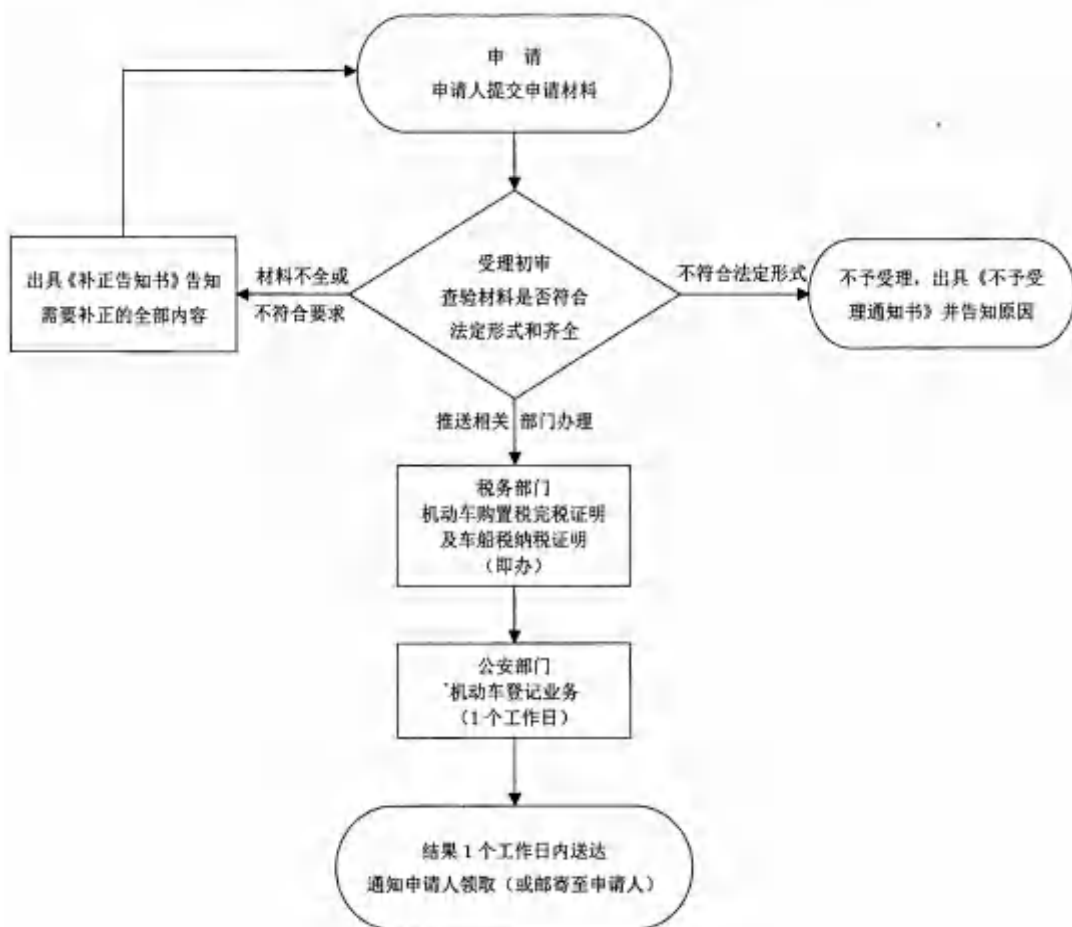 申 请
申请人提交申请材料
出具《补正告知书》告知
需要补正的全部内容
材料不全或
不符合要求
受理初审
查验材料是否符合
法定形式和齐全
不符合法定形式
不予受理，出具《不予受
理通知书》并告知原因
推送相关 部门办理
税务部门
机动车购置税完税证明
及车船税纳税证明
（即办）
公安部门
机动车登记业务
（1个工作日）
结果1个工作日内送达
通知申请人领取（或邮寄至申请人）